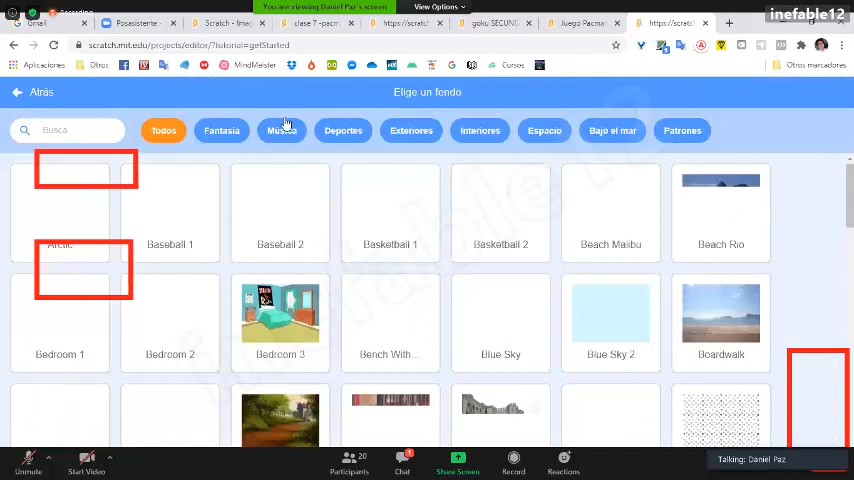 You are viewing Daniel Paz's screen
View Options
inefable12
Recording
Gmail
Posasistente -
Scratch - Imag
clase 7 -pacm
https://scratch
goku SECUND
Juego Pacma
https://scratch
scratch.mit.edu/projects/editor/?tutorial=getStarted
Aplicaciones
Otros
MindMeister
Cursos
Otros marcadores
Atrás
Elige un fondo
Busca
Todos
Fantasía
Música
Deportes
Exteriores
Interiores
Espacio
Bajo el mar
Patrones
Arctic
Baseball 1
Baseball 2
Basketball 1
Basketball 2
Beach Malibu
Beach Rio
Bedroom 1
Bedroom 2
Bedroom 3
Bench With...
Blue Sky
Blue Sky 2
Boardwalk
inefable12
Unmute
Start Video
20
Participants
1
Chat
Share Screen
Record
Reactions
Talking: Daniel Paz